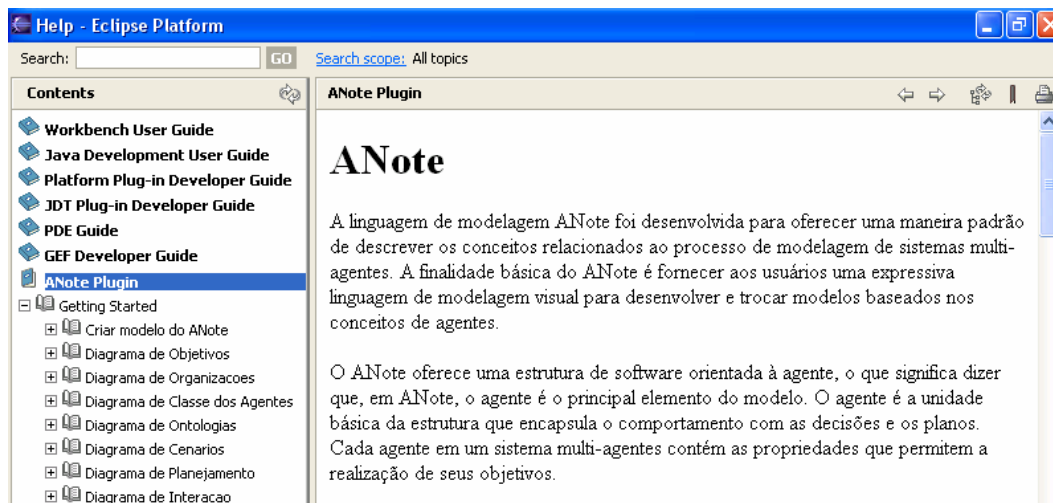 Help - Eclipse Platform
Search: GO Search scope: All topics
Contents
Workbench User Guide
Java Development User Guide
Platform Plug-in Developer Guide
JDT Plug-in Developer Guide
PDE Guide
GEF Developer Guide
ANote Plugin
Getting Started
Criar modelo do ANote
Diagrama de Objetivos
Diagrama de Organizacoes
Diagrama de Classe dos Agentes
Diagrama de Ontologias
Diagrama de Cenarios
Diagrama de Planejamento
Diagrama de Interacao
ANote Plugin
ANote
A linguagem de modelagem ANote foi desenvolvida para oferecer uma maneira padrão
de descrever os conceitos relacionados ao processo de modelagem de sistemas multi-
agentes. A finalidade básica do ANote é fornecer aos usuários uma expressiva
linguagem de modelagem visual para desenvolver e trocar modelos baseados nos
conceitos de agentes.
O ANote oferece uma estrutura de software orientada à agente, o que significa dizer
que, em ANote, o agente é o principal elemento do modelo. O agente é a unidade
básica da estrutura que encapsula o comportamento com as decisões e os planos.
Cada agente em um sistema multi-agentes contém as propriedades que permitem a
realização de seus objetivos.